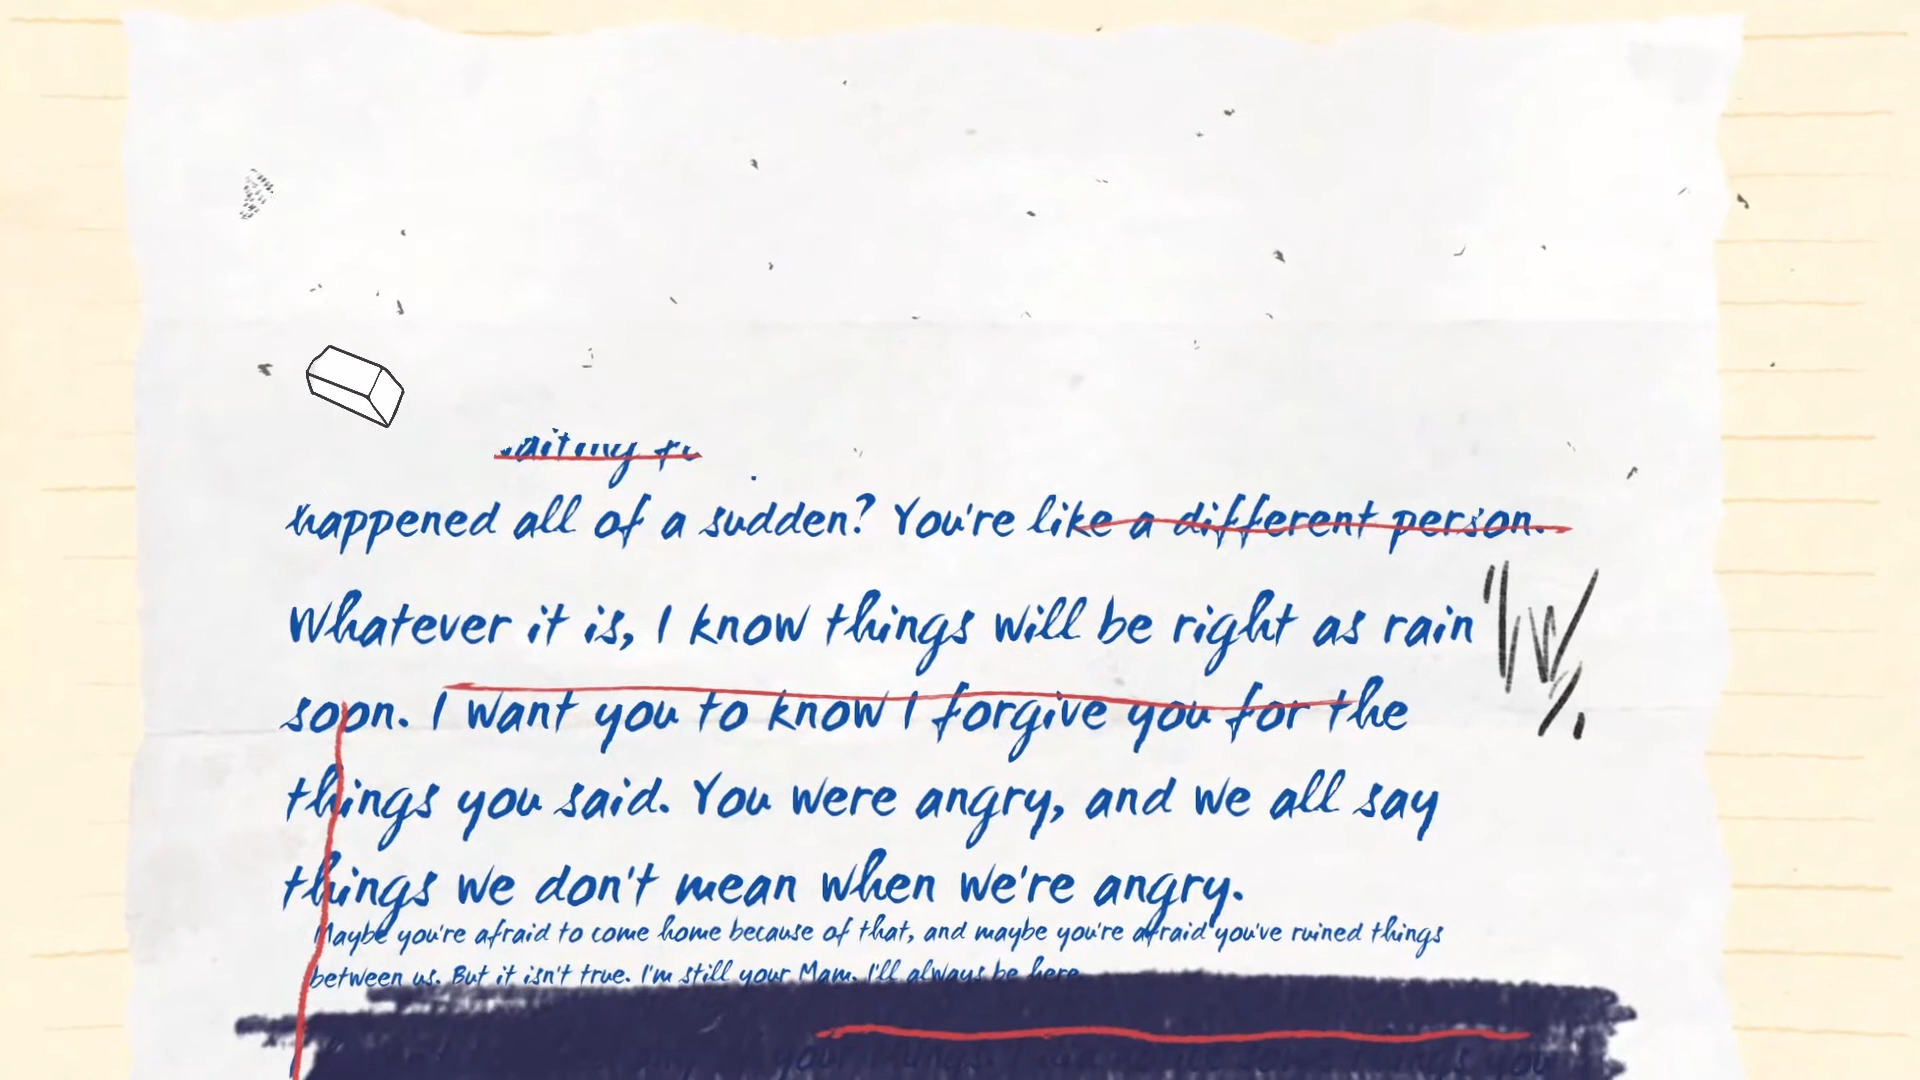 happened all of a sudden? You're like a different person.
Whatever it is, I know things will be right as rain
soon. I want you to know I forgive you for the
things you said. You were angry, and we all say
things we don't mean when we're angry.
Maybe you're afraid to come home because of that, and maybe you're afraid you've ruined things
between us. But it isn't true. I'm still your Mam. I'll always be here